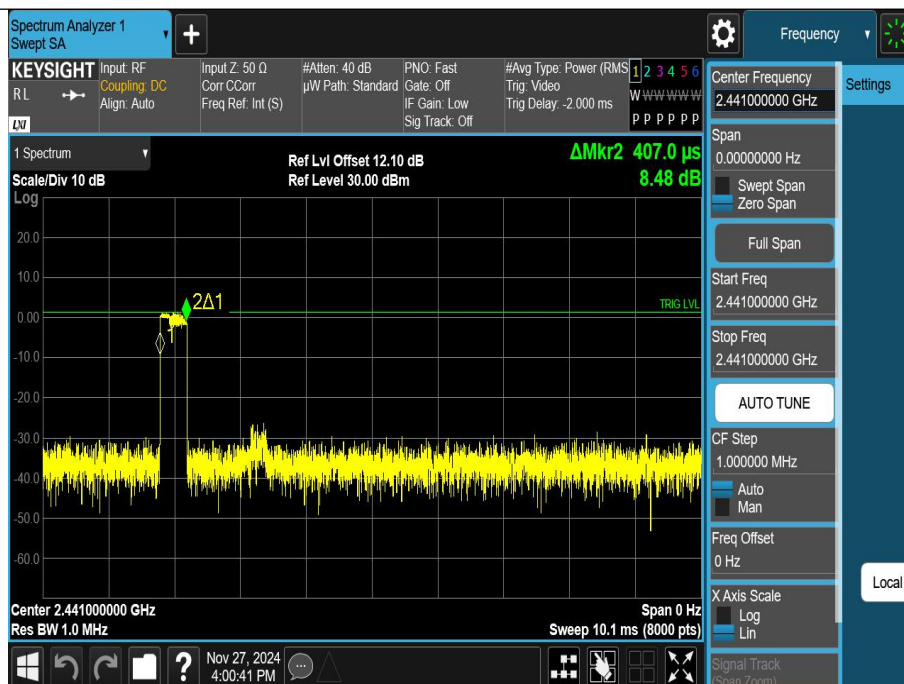 Spectrum Analyzer 1
Swept SA
Frequency
KEYSIGHT
RL
LXI
Input: RF
Coupling: DC
Align: Auto
Input Z: 50 Ω
Corr CCorr
Freq Ref: Int (S)
#Atten: 40 dB
µW Path: Standard
PNO: Fast
Gate: Off
IF Gain: Low
Sig Track: Off
#Avg Type: Power (RMS
Trig: Video
Trig Delay: -2.000 ms
1 2 3 4 5 6
W W W W W W
P P P P P P
Center Frequency
2.441000000 GHz
Settings
1 Spectrum
Scale/Div 10 dB
Log
Ref Lvl Offset 12.10 dB
Ref Level 30.00 dBm
ΔMkr2 407.0 µs
8.48 dB
20.0
10.0
0.00
-10.0
-20.0
-30.0
-40.0
-50.0
-60.0
2Δ1
1
TRIG LVL
Center 2.441000000 GHz
Res BW 1.0 MHz
Span 0 Hz
Sweep 10.1 ms (8000 pts)
Span
0.00000000 Hz
Swept Span
Zero Span
Full Span
Start Freq
2.441000000 GHz
Stop Freq
2.441000000 GHz
AUTO TUNE
CF Step
1.000000 MHz
Auto
Man
Freq Offset
0 Hz
X Axis Scale
Log
Lin
Signal Track
(Span Zoom)
Local
?
Nov 27, 2024
4:00:41 PM